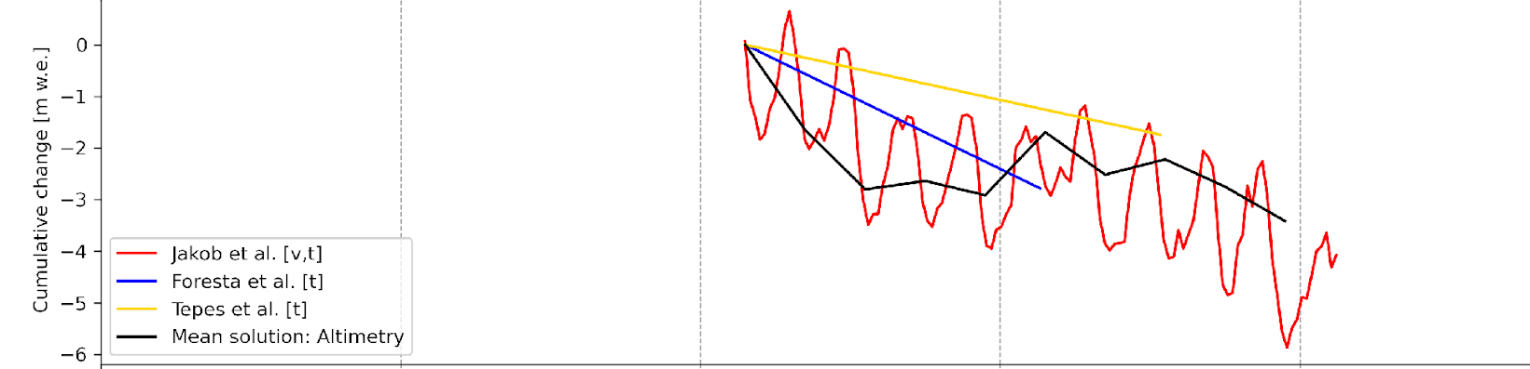 Cumulative change [m w.e.]
0
−1
−2
−3
−4
−5
−6
Jakob et al. [v,t]
Foresta et al. [t]
Tepes et al. [t]
Mean solution: Altimetry